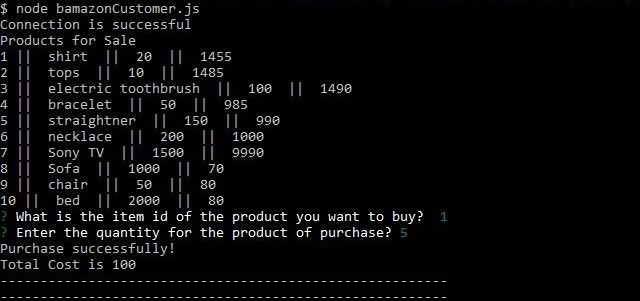 $ node bamazonCustomer.js
Connection is successful
Products for Sale
1 ||  shirt  ||  20  ||  1455
2 ||  tops  ||  10  ||  1485
3 ||  electric toothbrush  ||  100  ||  1490
4 ||  bracelet  ||  50  ||  985
5 ||  straightner  ||  150  ||  990
6 ||  necklace  ||  200  ||  1000
7 ||  Sony TV  ||  1500  ||  9990
8 ||  Sofa  ||  1000  ||  70
9 ||  chair  ||  50  ||  80
10 ||  bed  ||  2000  ||  80
? What is the item id of the product you want to buy?  1
? Enter the quantity for the product of purchase? 5
Purchase successfully!
Total Cost is 100
---------------------------------------------------------
---------------------------------------------------------